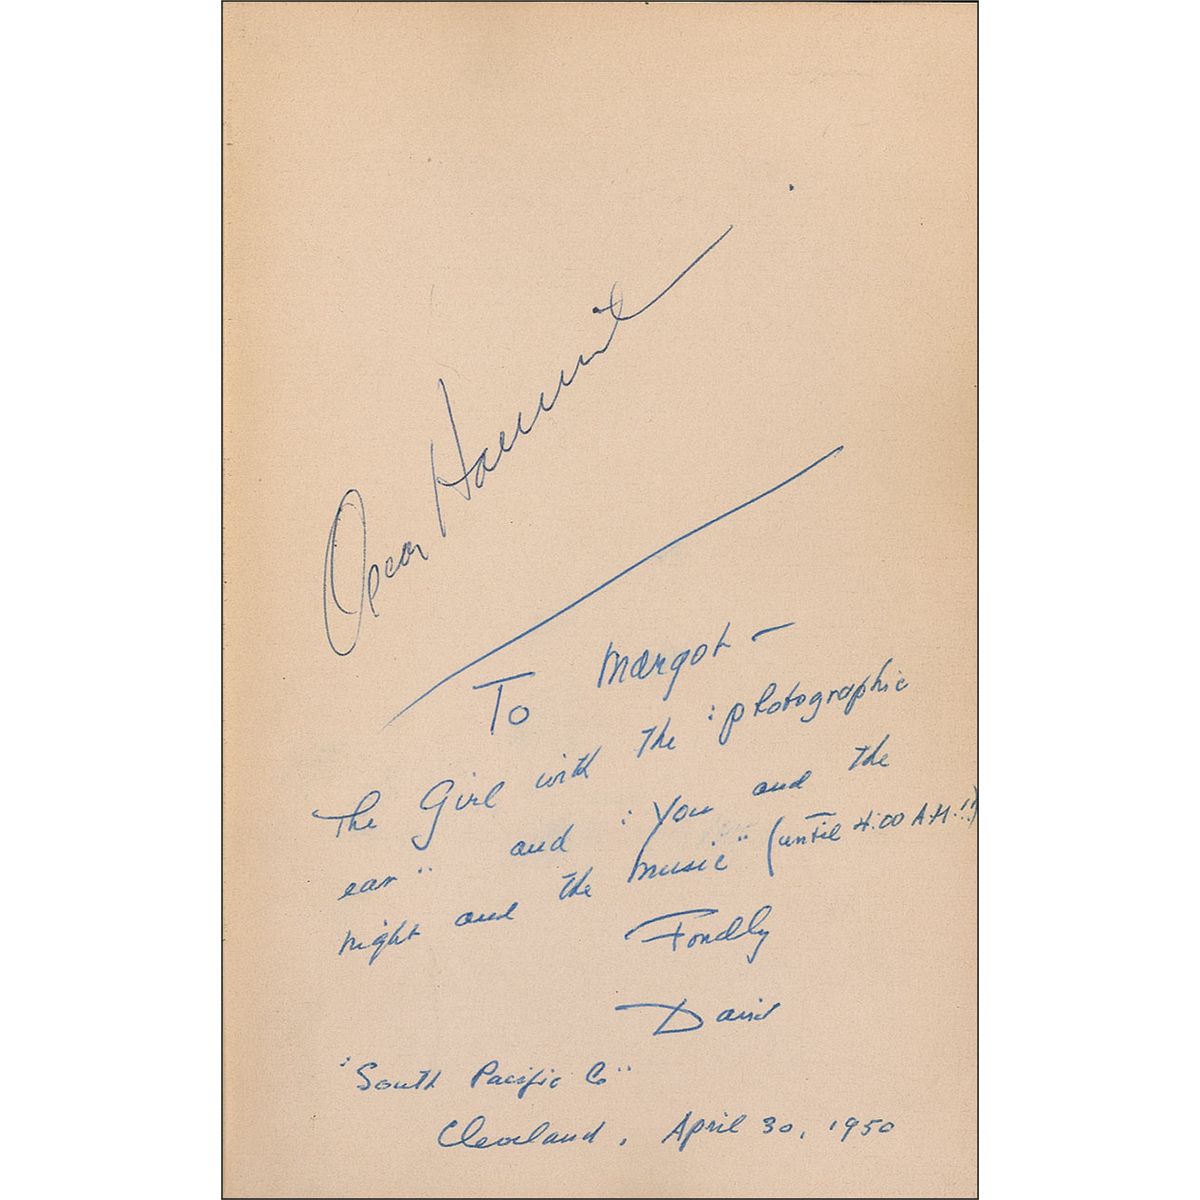 Oscar Hammerstein
To Margot —
The Girl with the "photographic
ear" and "You and the
night and the music" (until 4:00 A.M.!!)
Fondly
David
"South Pacific Co"
Cleveland, April 30, 1950